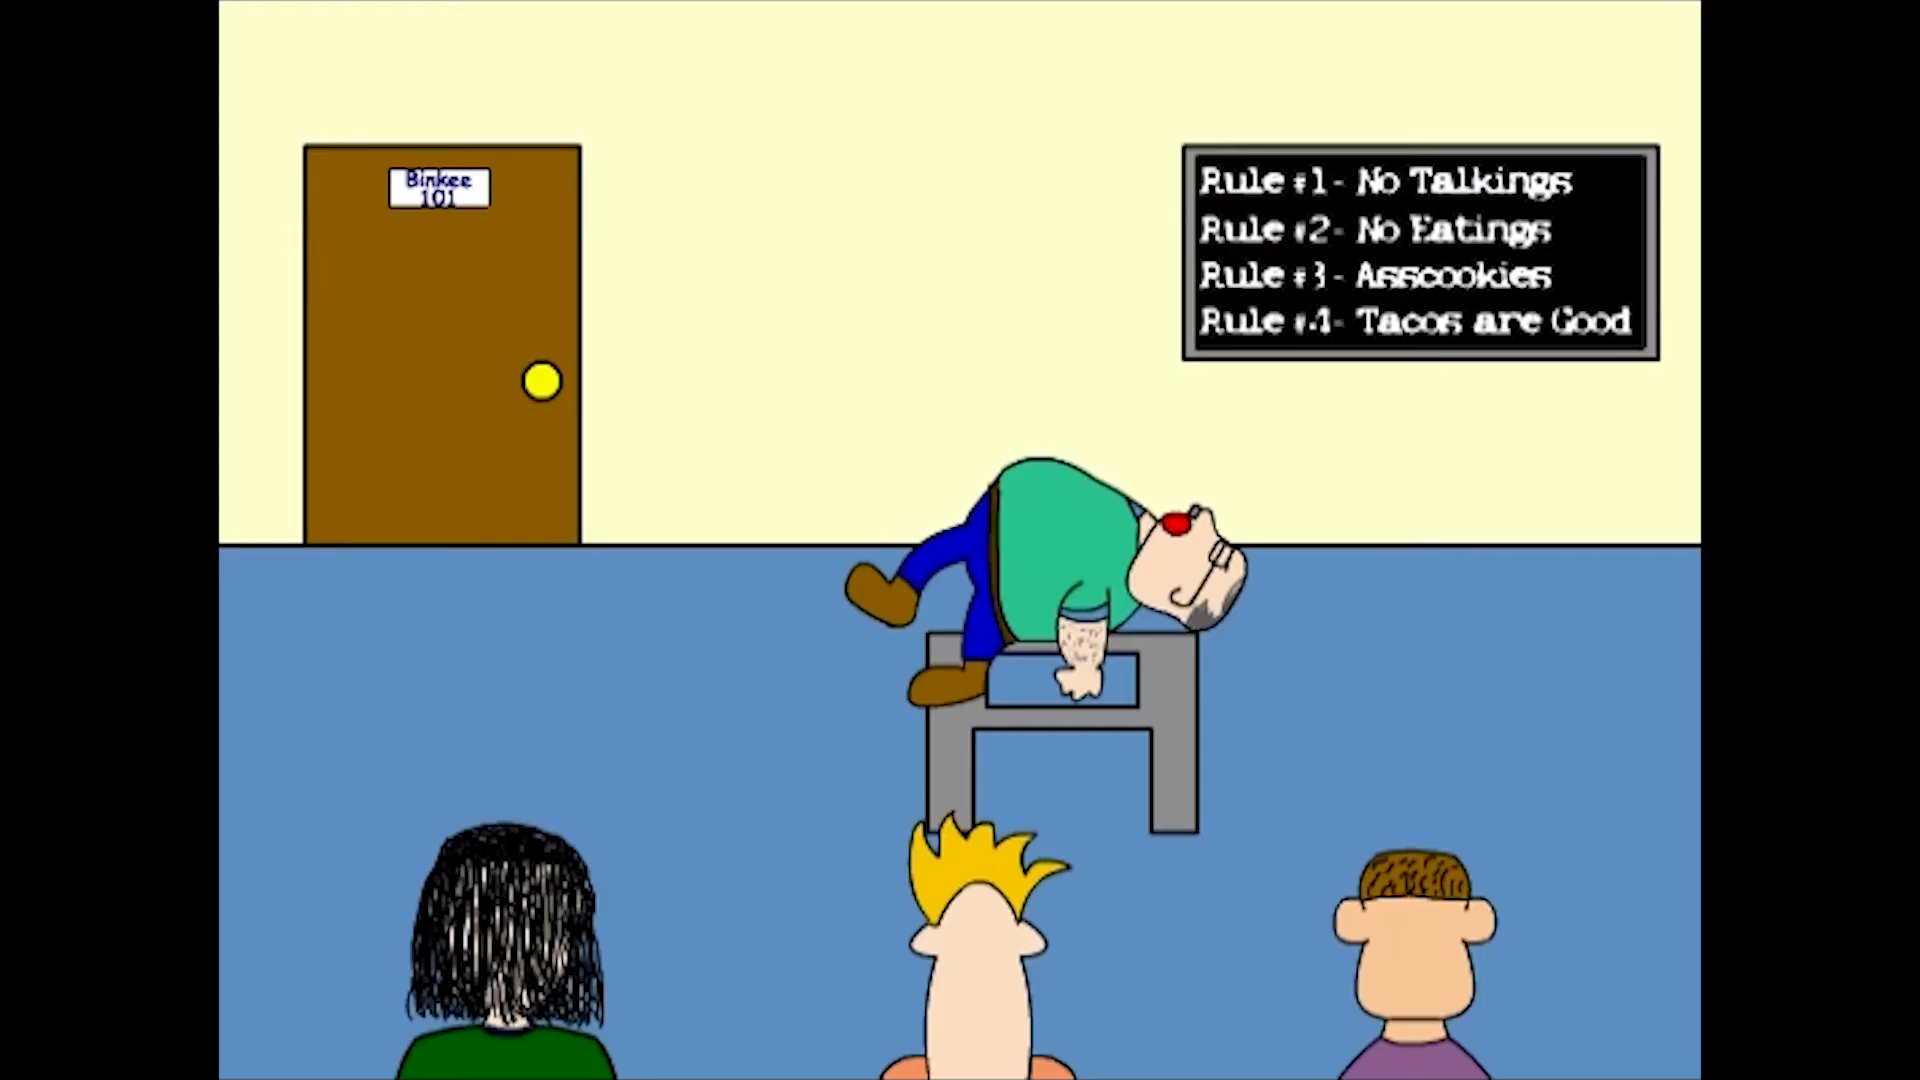 Binkee
101
Rule #1- No Talkings
Rule #2- No Eatings
Rule #3- Asscookies
Rule #4- Tacos are Good